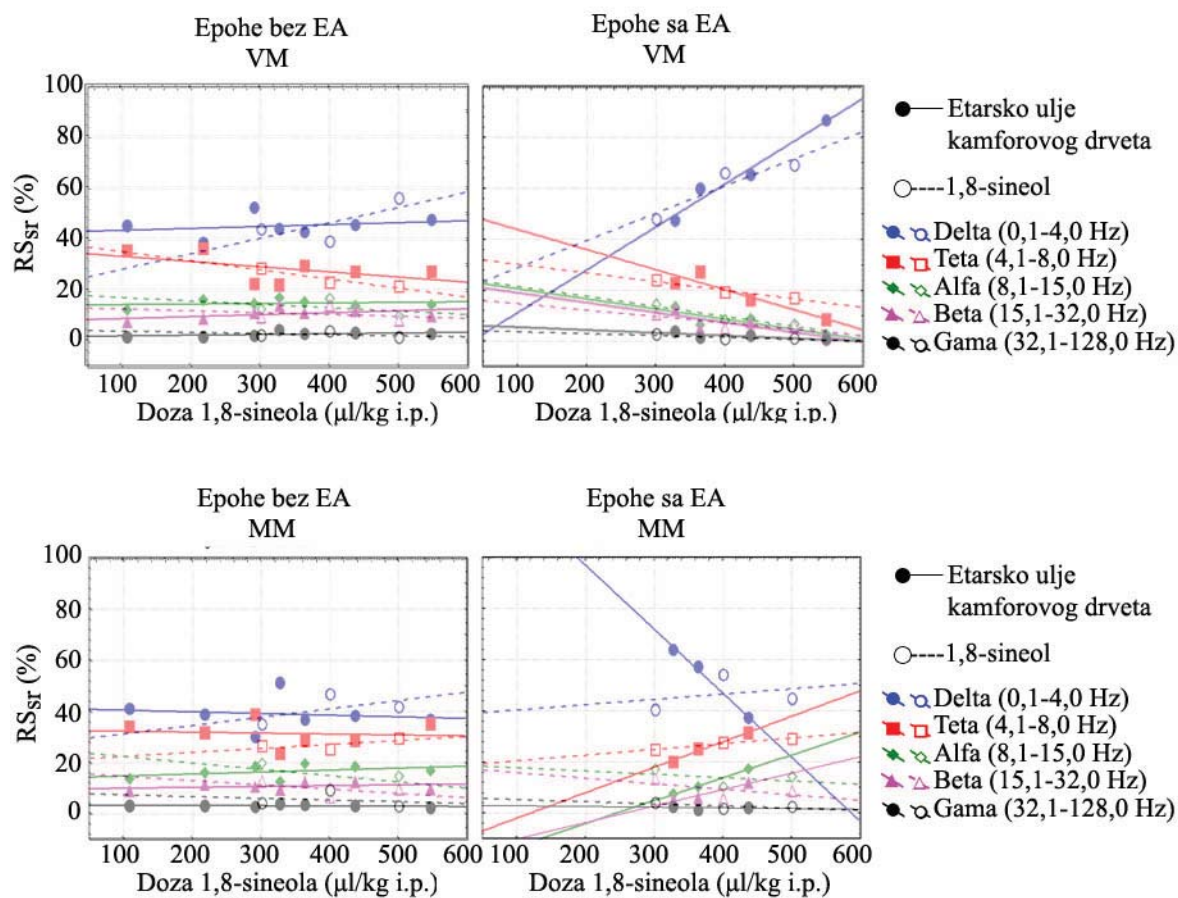 Epohe bez EA
VM
Epohe sa EA
VM
100
80
60
40
20
0
RSsr (%)
100 200 300 400 500 600
100 200 300 400 500 600
Doza 1,8-sineola (µl/kg i.p.)
Doza 1,8-sineola (µl/kg i.p.)
Etarsko ulje
kamforovog drveta
1,8-sineol
Delta (0,1-4,0 Hz)
Teta (4,1-8,0 Hz)
Alfa (8,1-15,0 Hz)
Beta (15,1-32,0 Hz)
Gama (32,1-128,0 Hz)
Epohe bez EA
MM
Epohe sa EA
MM
100
80
60
40
20
0
RSsr (%)
100 200 300 400 500 600
100 200 300 400 500 600
Doza 1,8-sineola (µl/kg i.p.)
Doza 1,8-sineola (µl/kg i.p.)
Etarsko ulje
kamforovog drveta
1,8-sineol
Delta (0,1-4,0 Hz)
Teta (4,1-8,0 Hz)
Alfa (8,1-15,0 Hz)
Beta (15,1-32,0 Hz)
Gama (32,1-128,0 Hz)